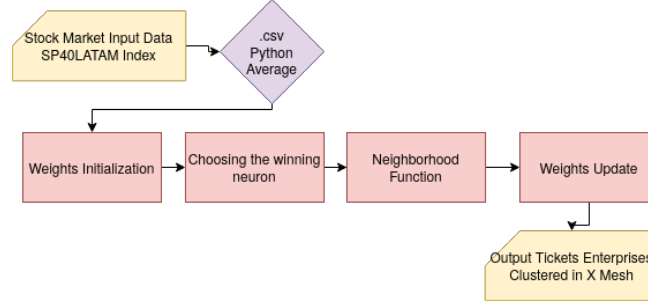 Stock Market Input Data
SP40LATAM Index
.csv
Python
Average
Weights Initialization
Choosing the winning
neuron
Neighborhood
Function
Weights Update
Output Tickets Enterprises
Clustered in X Mesh